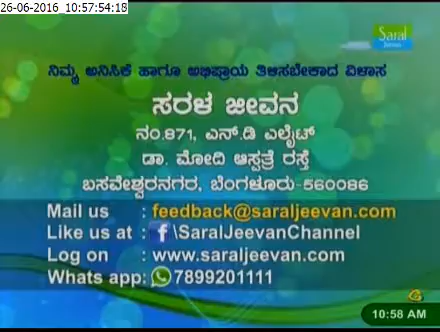 26-06-2016 10:57:54:18
Saral
Jeevan
ನಿಮ್ಮ ಅನಿಸಿಕೆ ಹಾಗೂ ಅಭಿಪ್ರಾಯ ತಿಳಿಸಬೇಕಾದ ವಿಳಾಸ
ಸರಳ ಜೀವನ
ನಂ.871, ಎನ್.ಡಿ ಎಲೈಟ್
ಡಾ. ಮೋದಿ ಆಸ್ಪತ್ರೆ ರಸ್ತೆ
ಬಸವೇಶ್ವರನಗರ, ಬೆಂಗಳೂರು-560086
Mail us : feedback@saraljeevan.com
Like us at : f\SaralJeevanChannel
Log on : www.saraljeevan.com
Whats app: 7899201111
10:58 AM